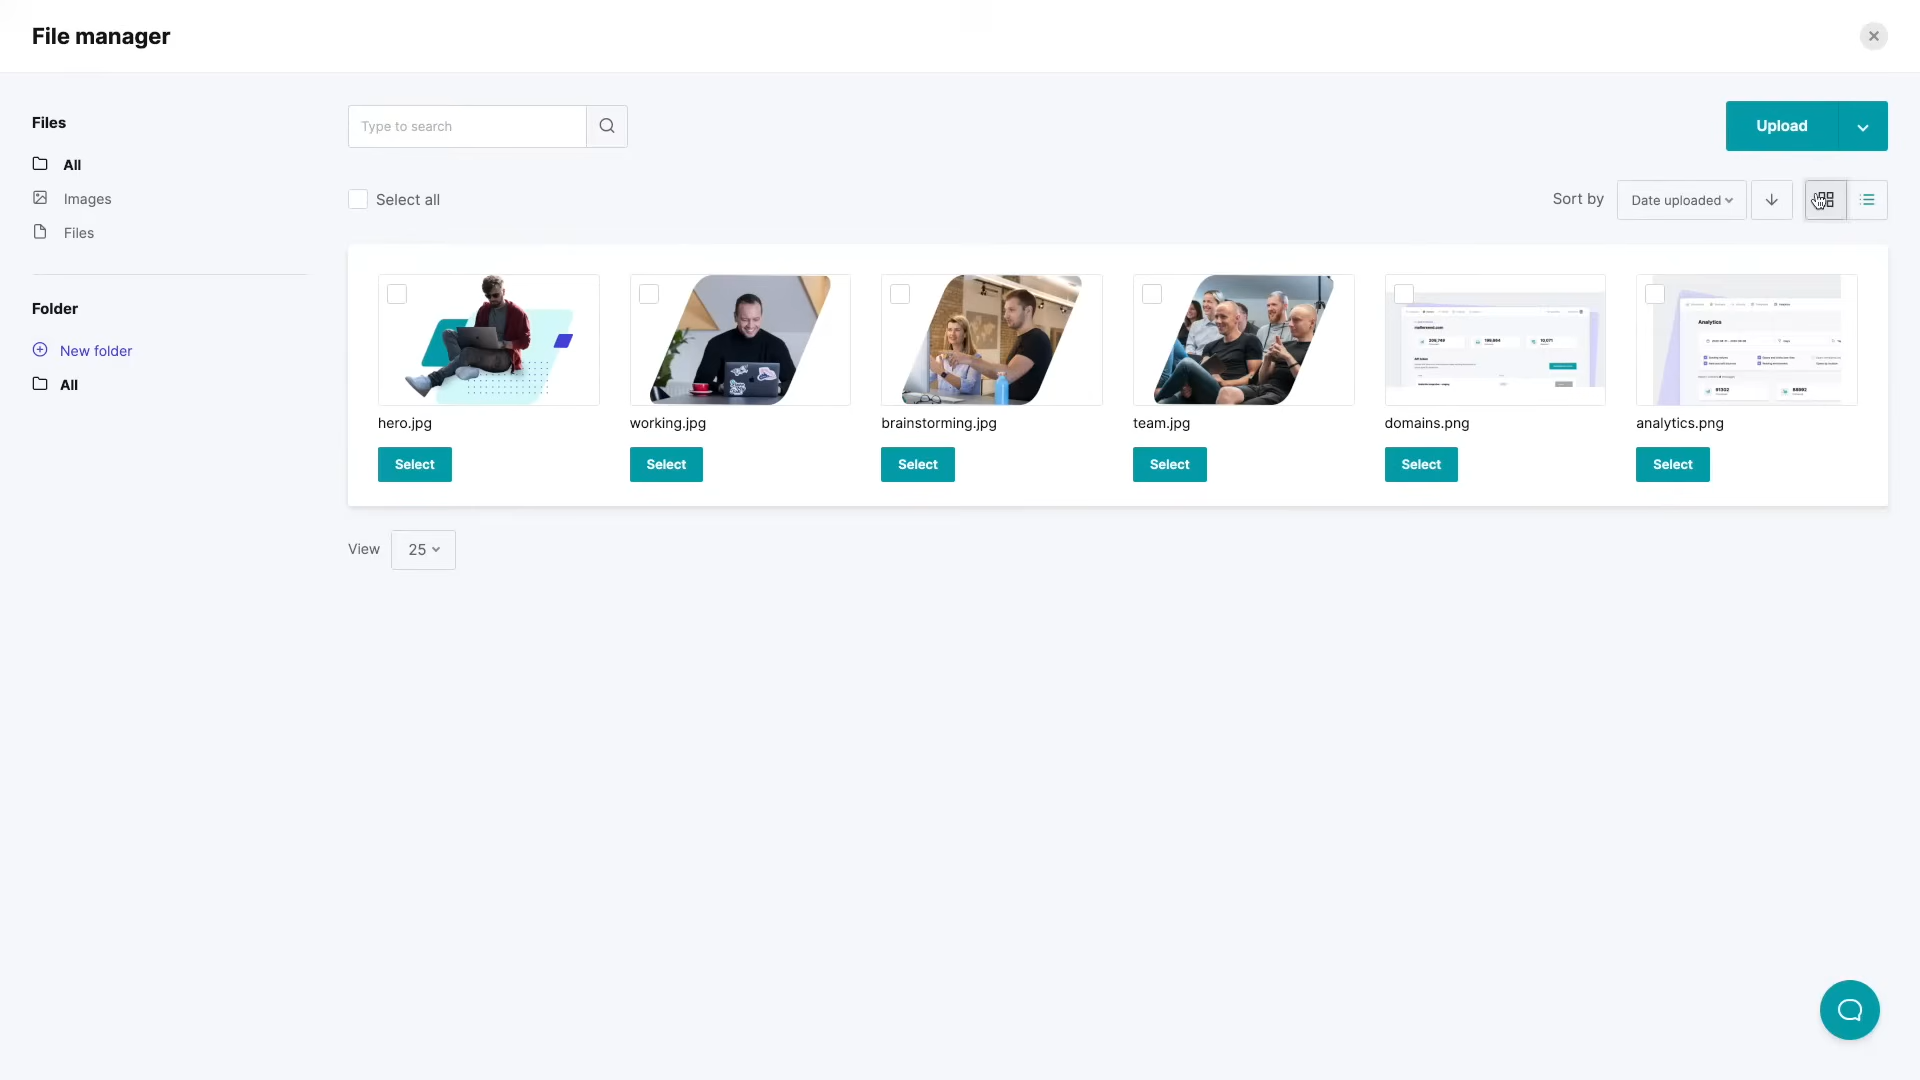 File manager
Files
All
Images
Files
Folder
New folder
All
Type to search
Upload
Select all
Sort by
Date uploaded
hero.jpg
working.jpg
brainstorming.jpg
team.jpg
domains.png
Analytics
analytics.png
Select
Select
Select
Select
Select
Select
View
25